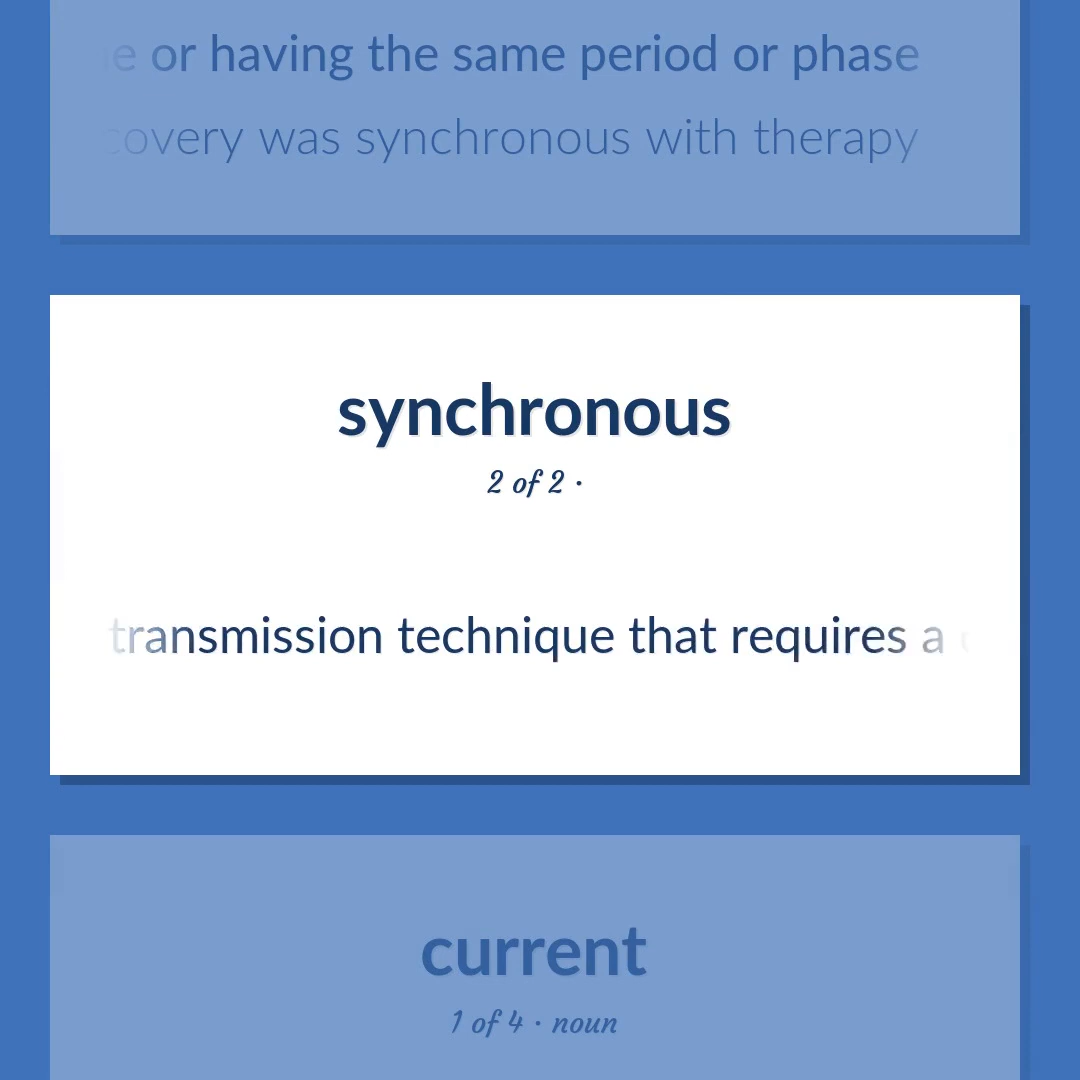 or having the same period or phase
was synchronous with therapy
synchronous
2 of 2 ·
transmission technique that requires a
current
1 of 4 · noun